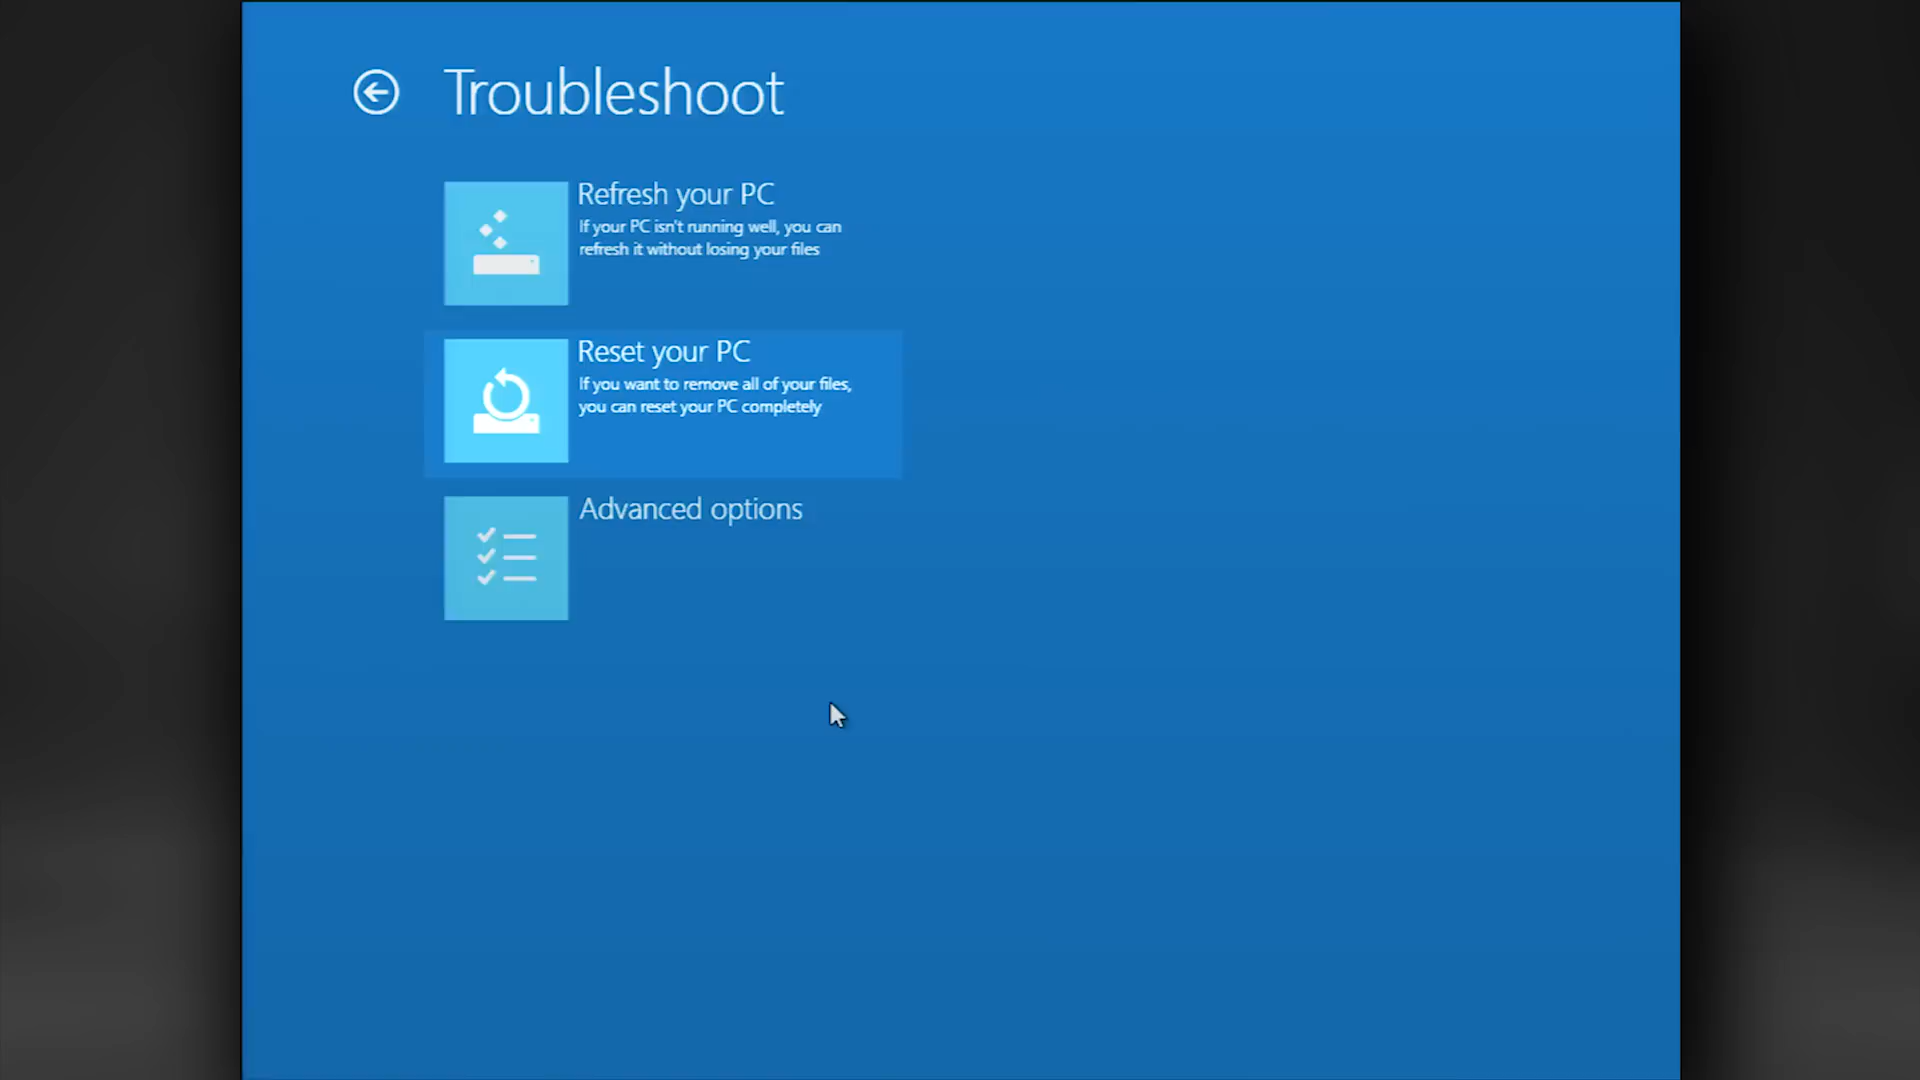 Troubleshoot
Refresh your PC
If your PC isn't running well, you can
refresh it without losing your files
Reset your PC
If you want to remove all of your files,
you can reset your PC completely
Advanced options